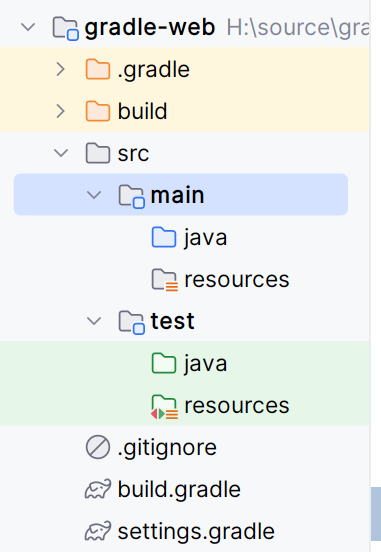 gradle-web H:\source\gra
.gradle
build
src
main
java
resources
test
java
resources
.gitignore
build.gradle
settings.gradle